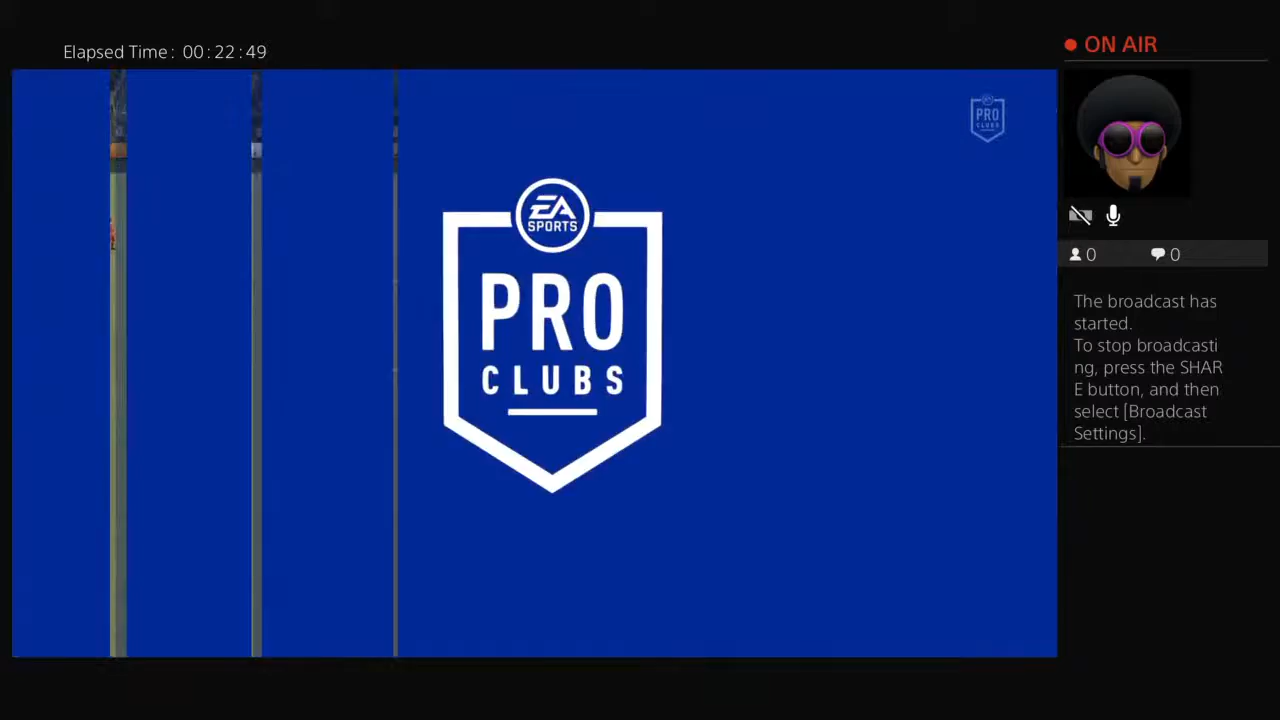 Elapsed Time: 00:22:49
ON AIR
PRO
CLUBS
EA
SPORTS
PRO
CLUBS
0
0
The broadcast has
started.
To stop broadcasti
ng, press the SHAR
E button, and then
select [Broadcast
Settings].